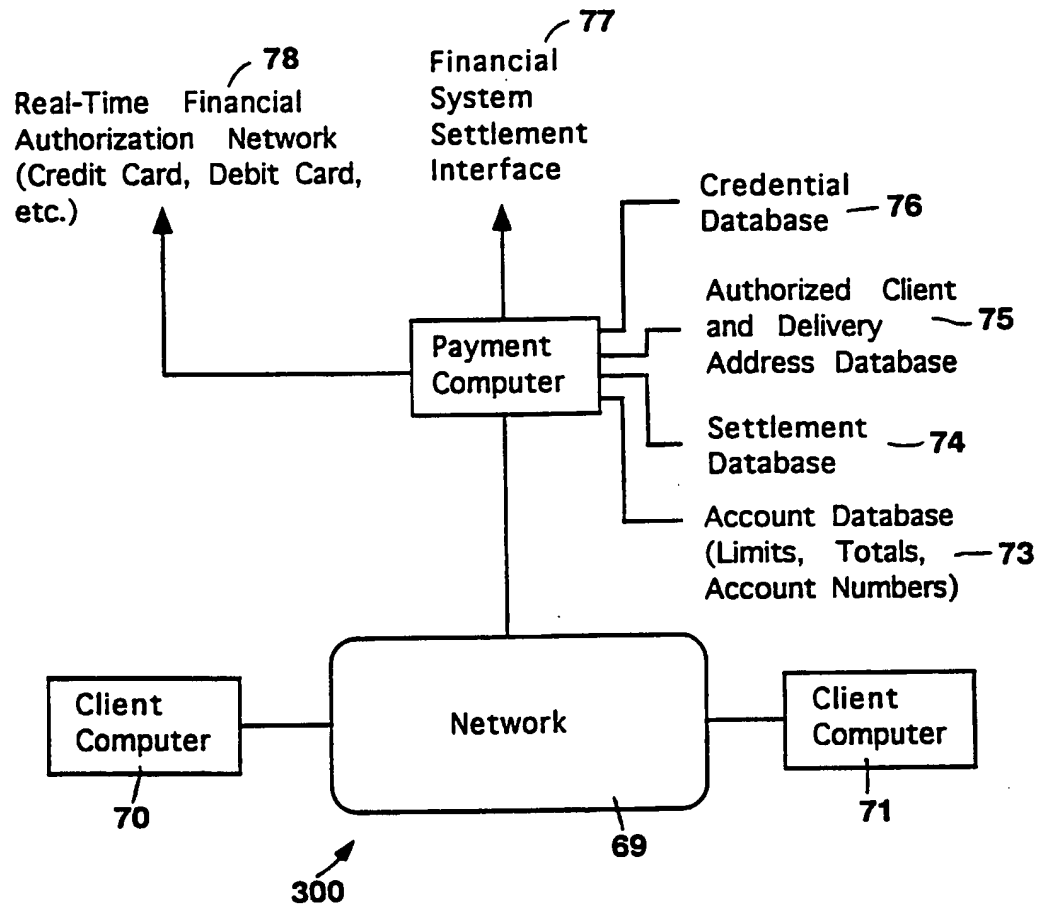 77
78
Financial
System
Settlement
Interface
Real-Time Financial
Authorization Network
(Credit Card, Debit Card,
etc.)
Credential
Database
76
Authorized Client
and Delivery
Address Database
75
Payment
Computer
Settlement
Database
74
Account Database
(Limits, Totals,
Account Numbers)
73
Client
Computer
70
Network
69
Client
Computer
71
300